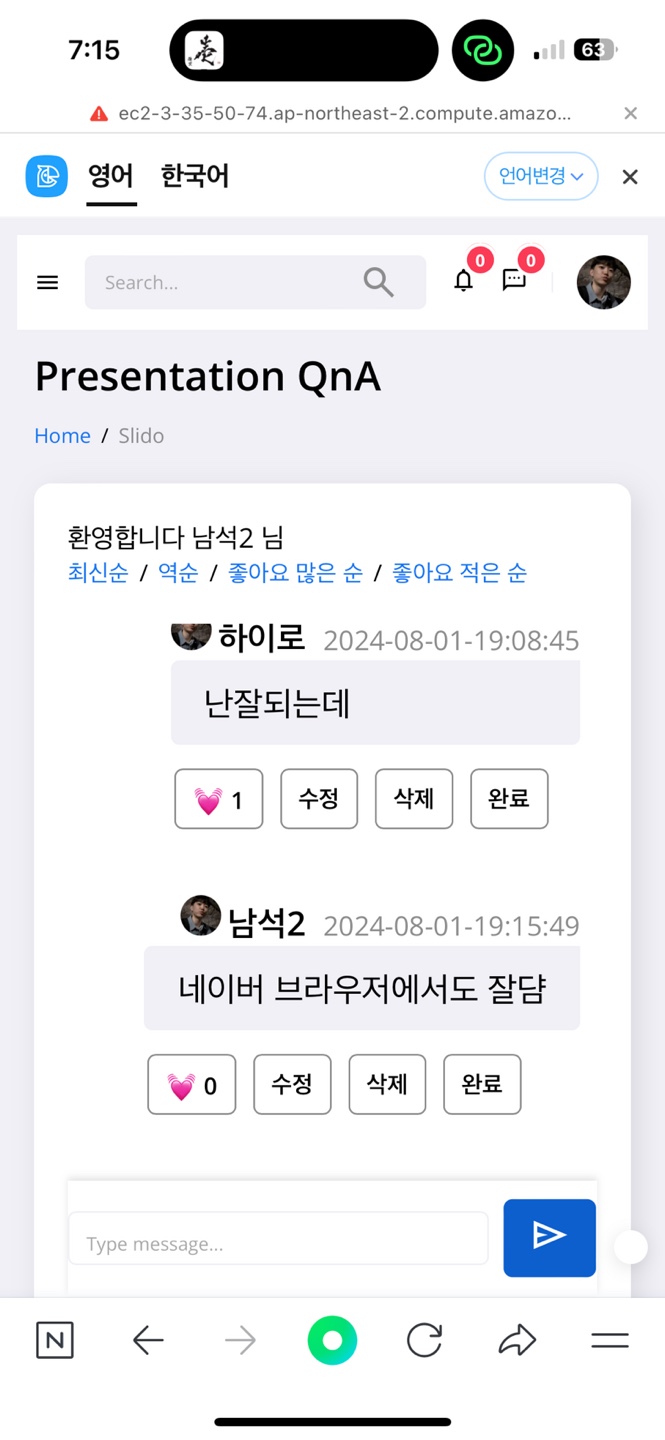 7:15
63
ec2-3-35-50-74.ap-northeast-2.compute.amazo...
영어 한국어 언어변경
Search...
0 0
Presentation QnA
Home / Slido
환영합니다 남석2 님
최신순 / 역순 / 좋아요 많은 순 / 좋아요 적은 순
하이로 2024-08-01-19:08:45
난잘되는데
1 수정 삭제 완료
남석2 2024-08-01-19:15:49
네이버 브라우저에서도 잘댬
0 수정 삭제 완료
Type message...
N